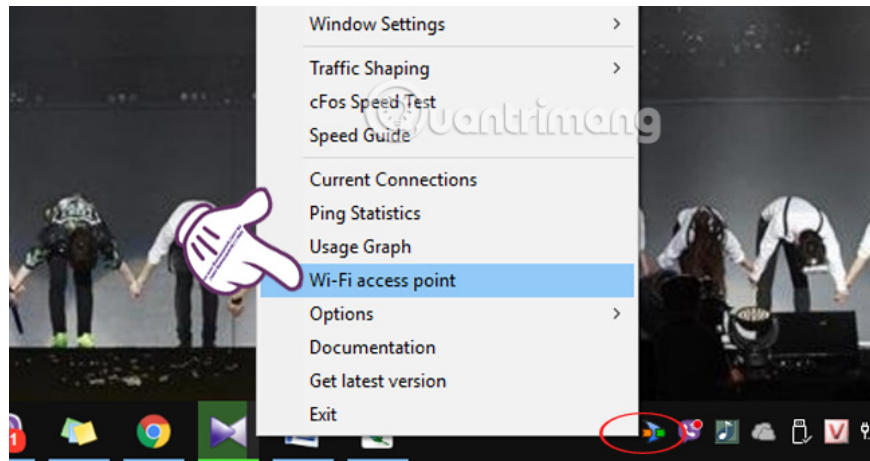 Window Settings
Traffic Shaping
cFos Speed Test
Speed Guide
Quantrimang
Current Connections
Ping Statistics
Usage Graph
Wi-Fi access point
Options
Documentation
Get latest version
Exit
1
V